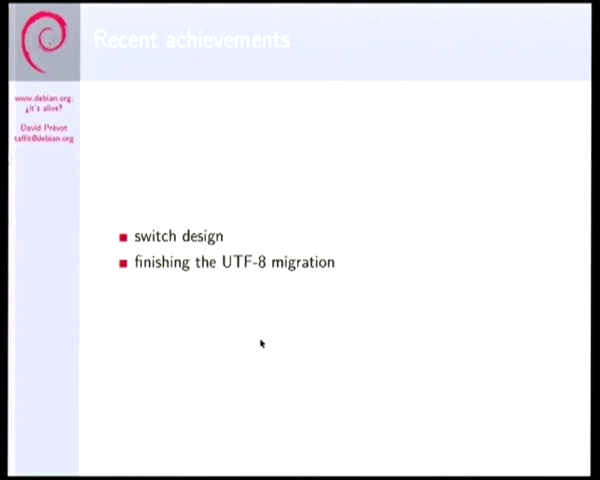 Recent achievements
www.debian.org:
¿it's alive?
David Prévot
taffit@debian.org
switch design
finishing the UTF-8 migration